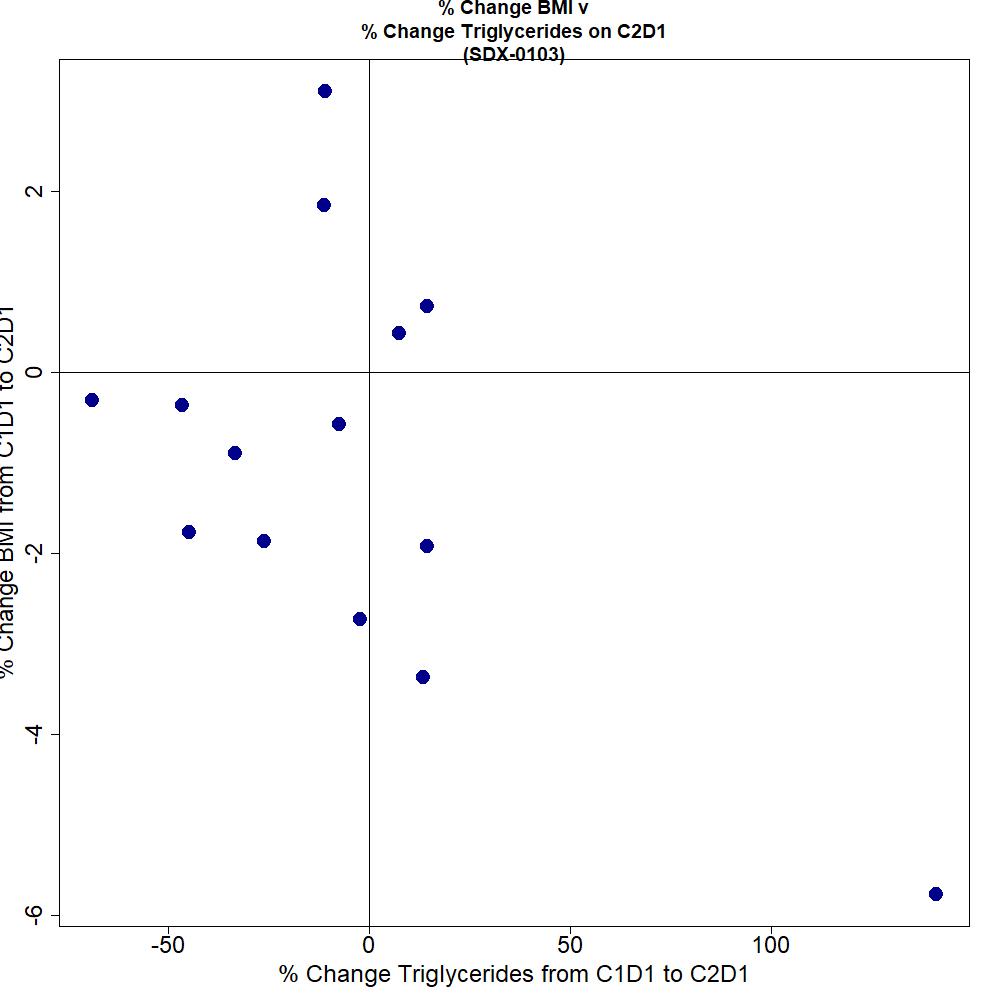 % Change BMI v
% Change Triglycerides on C2D1
(SDX-0103)
% Change BMI from C1D1 to C2D1
2
0
-2
-4
-6
-50
0
50
100
% Change Triglycerides from C1D1 to C2D1